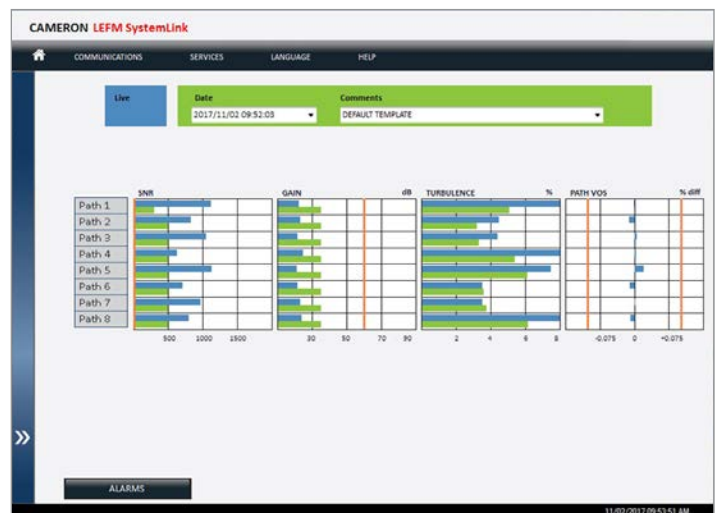 CAMERON LEFM SystemLink
COMMUNICATIONS SERVICES LANGUAGE HELP
Live Date Comments
2017/11/02 09:52:03 DEFAULT TEMPLATE
SNR GAIN dB TURBULENCE % PATH VOS % diff
Path 1
Path 2
Path 3
Path 4
Path 5
Path 6
Path 7
Path 8
500 1000 1500 30 50 70 90 2 4 6 8 -0.075 0 +0.075
ALARMS
11/02/2017 09:53:51 AM